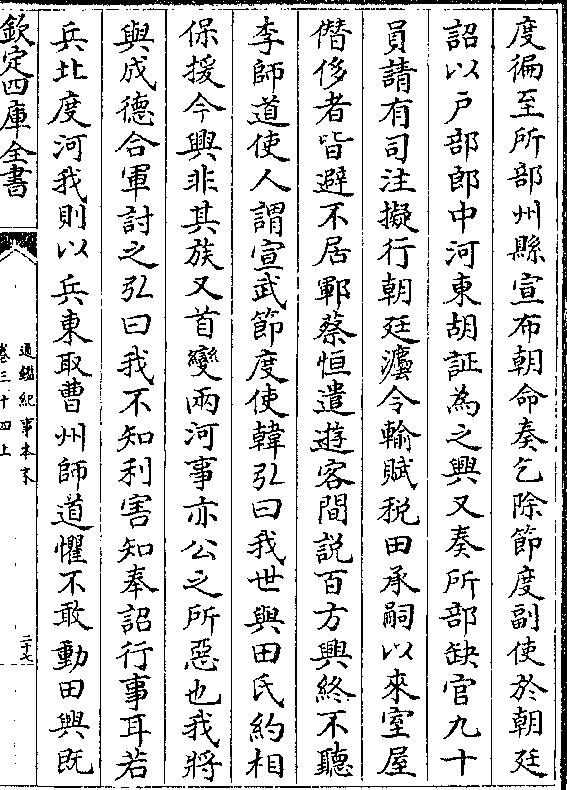 度徧至所部州縣宣布朝命奏乞除節度副使於朝廷
詔以戸部郎中河東胡証為之興又奏所部缺官九十
員請有司注擬行朝廷灋令輸賦税田承嗣以來室屋
僭侈者皆避不居鄆蔡恒遣遊客間説百方興終不聽
李師道使人謂宣武節度使韓弘曰我世與田氏約相
保援今興非其族又首變兩河事亦公之所惡也我將
與成德合軍討之弘曰我不知利害知奉詔行事耳若
兵北度河我則以兵東取曹州師道懼不敢動田興既
欽定四庫全書
通鑑紀事本末
卷三十四上
二十七